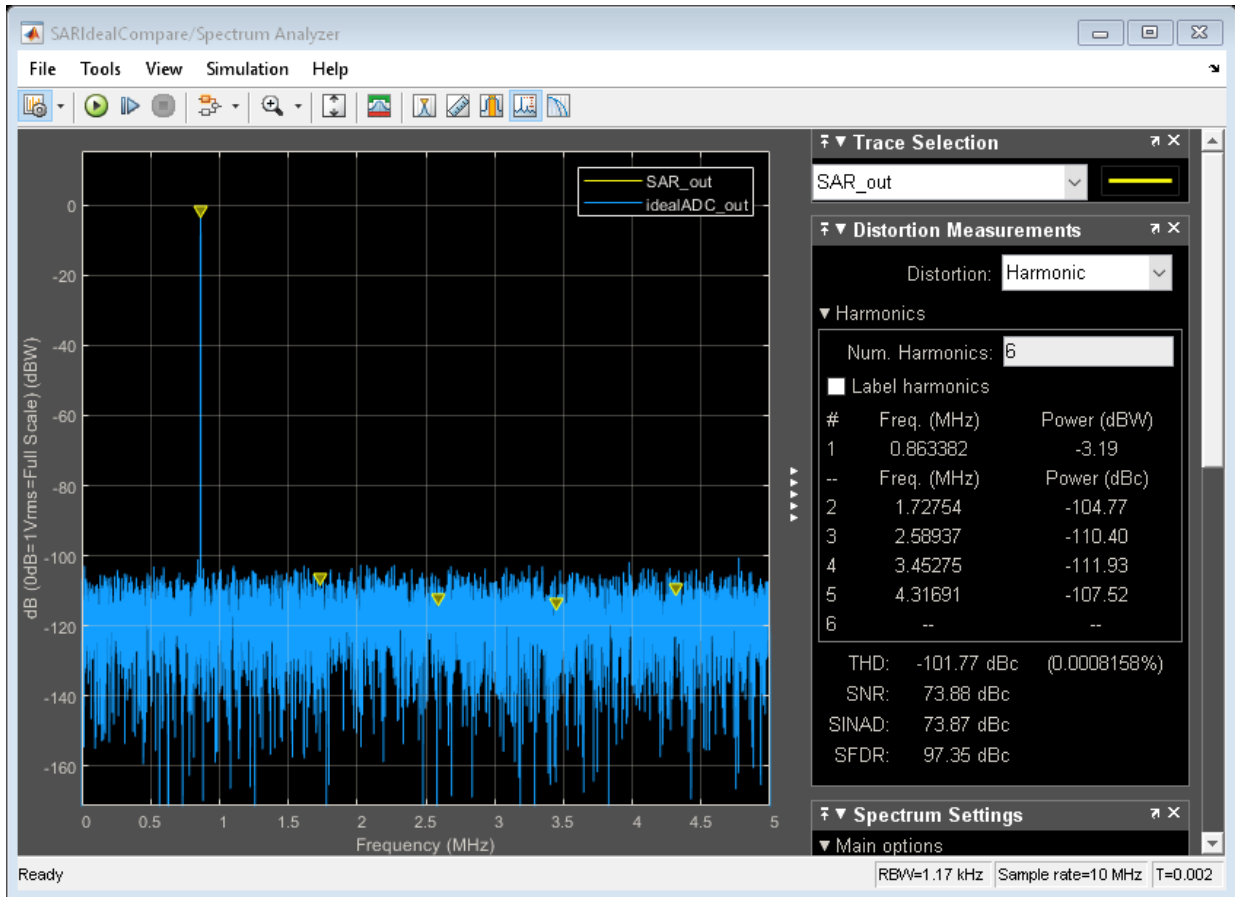 SARIdealCompare/Spectrum Analyzer
File Tools View Simulation Help
SAR_out
idealADC_out
0
-20
-40
-60
-80
-100
-120
-140
-160
dB (0dB=1Vrms=Full Scale) (dBW)
0 0.5 1 1.5 2 2.5 3 3.5 4 4.5 5
Frequency (MHz)
Trace Selection
SAR_out
Distortion Measurements
Distortion: Harmonic
Harmonics
Num. Harmonics: 6
Label harmonics
# Freq. (MHz) Power (dBW)
1 0.863382 -3.19
-- Freq. (MHz) Power (dBc)
2 1.72754 -104.77
3 2.58937 -110.40
4 3.45275 -111.93
5 4.31691 -107.52
6 -- --
THD: -101.77 dBc (0.0008158%)
SNR: 73.88 dBc
SINAD: 73.87 dBc
SFDR: 97.35 dBc
Spectrum Settings
Main options
Ready RBW=1.17 kHz Sample rate=10 MHz T=0.002